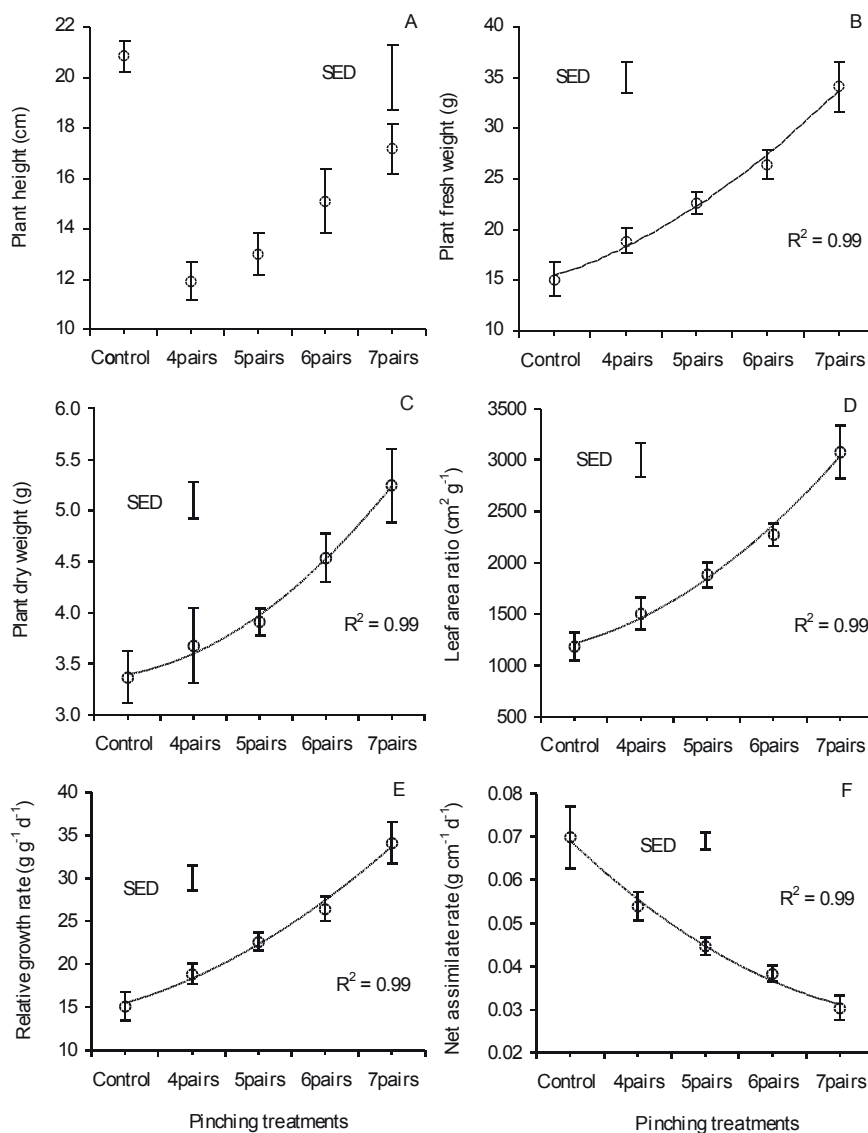 A
Plant height (cm)
22
20
18
16
14
12
10
SED
Control 4pairs 5pairs 6pairs 7pairs
B
Plant fresh weight (g)
40
35
30
25
20
15
10
SED
R² = 0.99
Control 4pairs 5pairs 6pairs 7pairs
C
Plant dry weight (g)
6.0
5.5
5.0
4.5
4.0
3.5
3.0
SED
R² = 0.99
Control 4pairs 5pairs 6pairs 7pairs
D
Leaf area ratio (cm² g⁻¹)
3500
3000
2500
2000
1500
1000
500
SED
R² = 0.99
Control 4pairs 5pairs 6pairs 7pairs
E
Relative growth rate (g g⁻¹ d⁻¹)
40
35
30
25
20
15
10
SED
R² = 0.99
Control 4pairs 5pairs 6pairs 7pairs
Pinching treatments
F
Net assimilate rate (g cm⁻¹ d⁻¹)
0.08
0.07
0.06
0.05
0.04
0.03
0.02
SED
R² = 0.99
Control 4pairs 5pairs 6pairs 7pairs
Pinching treatments